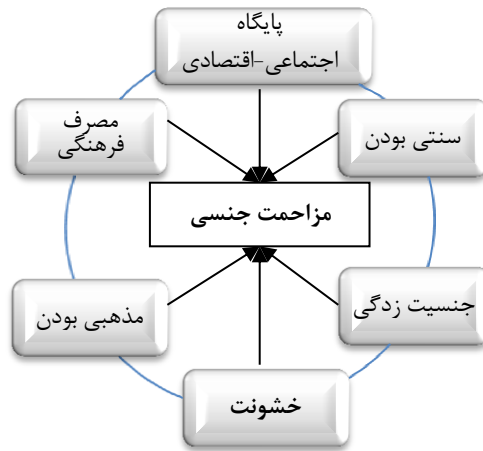 پایگاه
اجتماعی-اقتصادی
سنتی بودن
مصرف
فرهنگی
مزاحمت جنسی
جنسیت زدگی
مذهبی بودن
خشونت